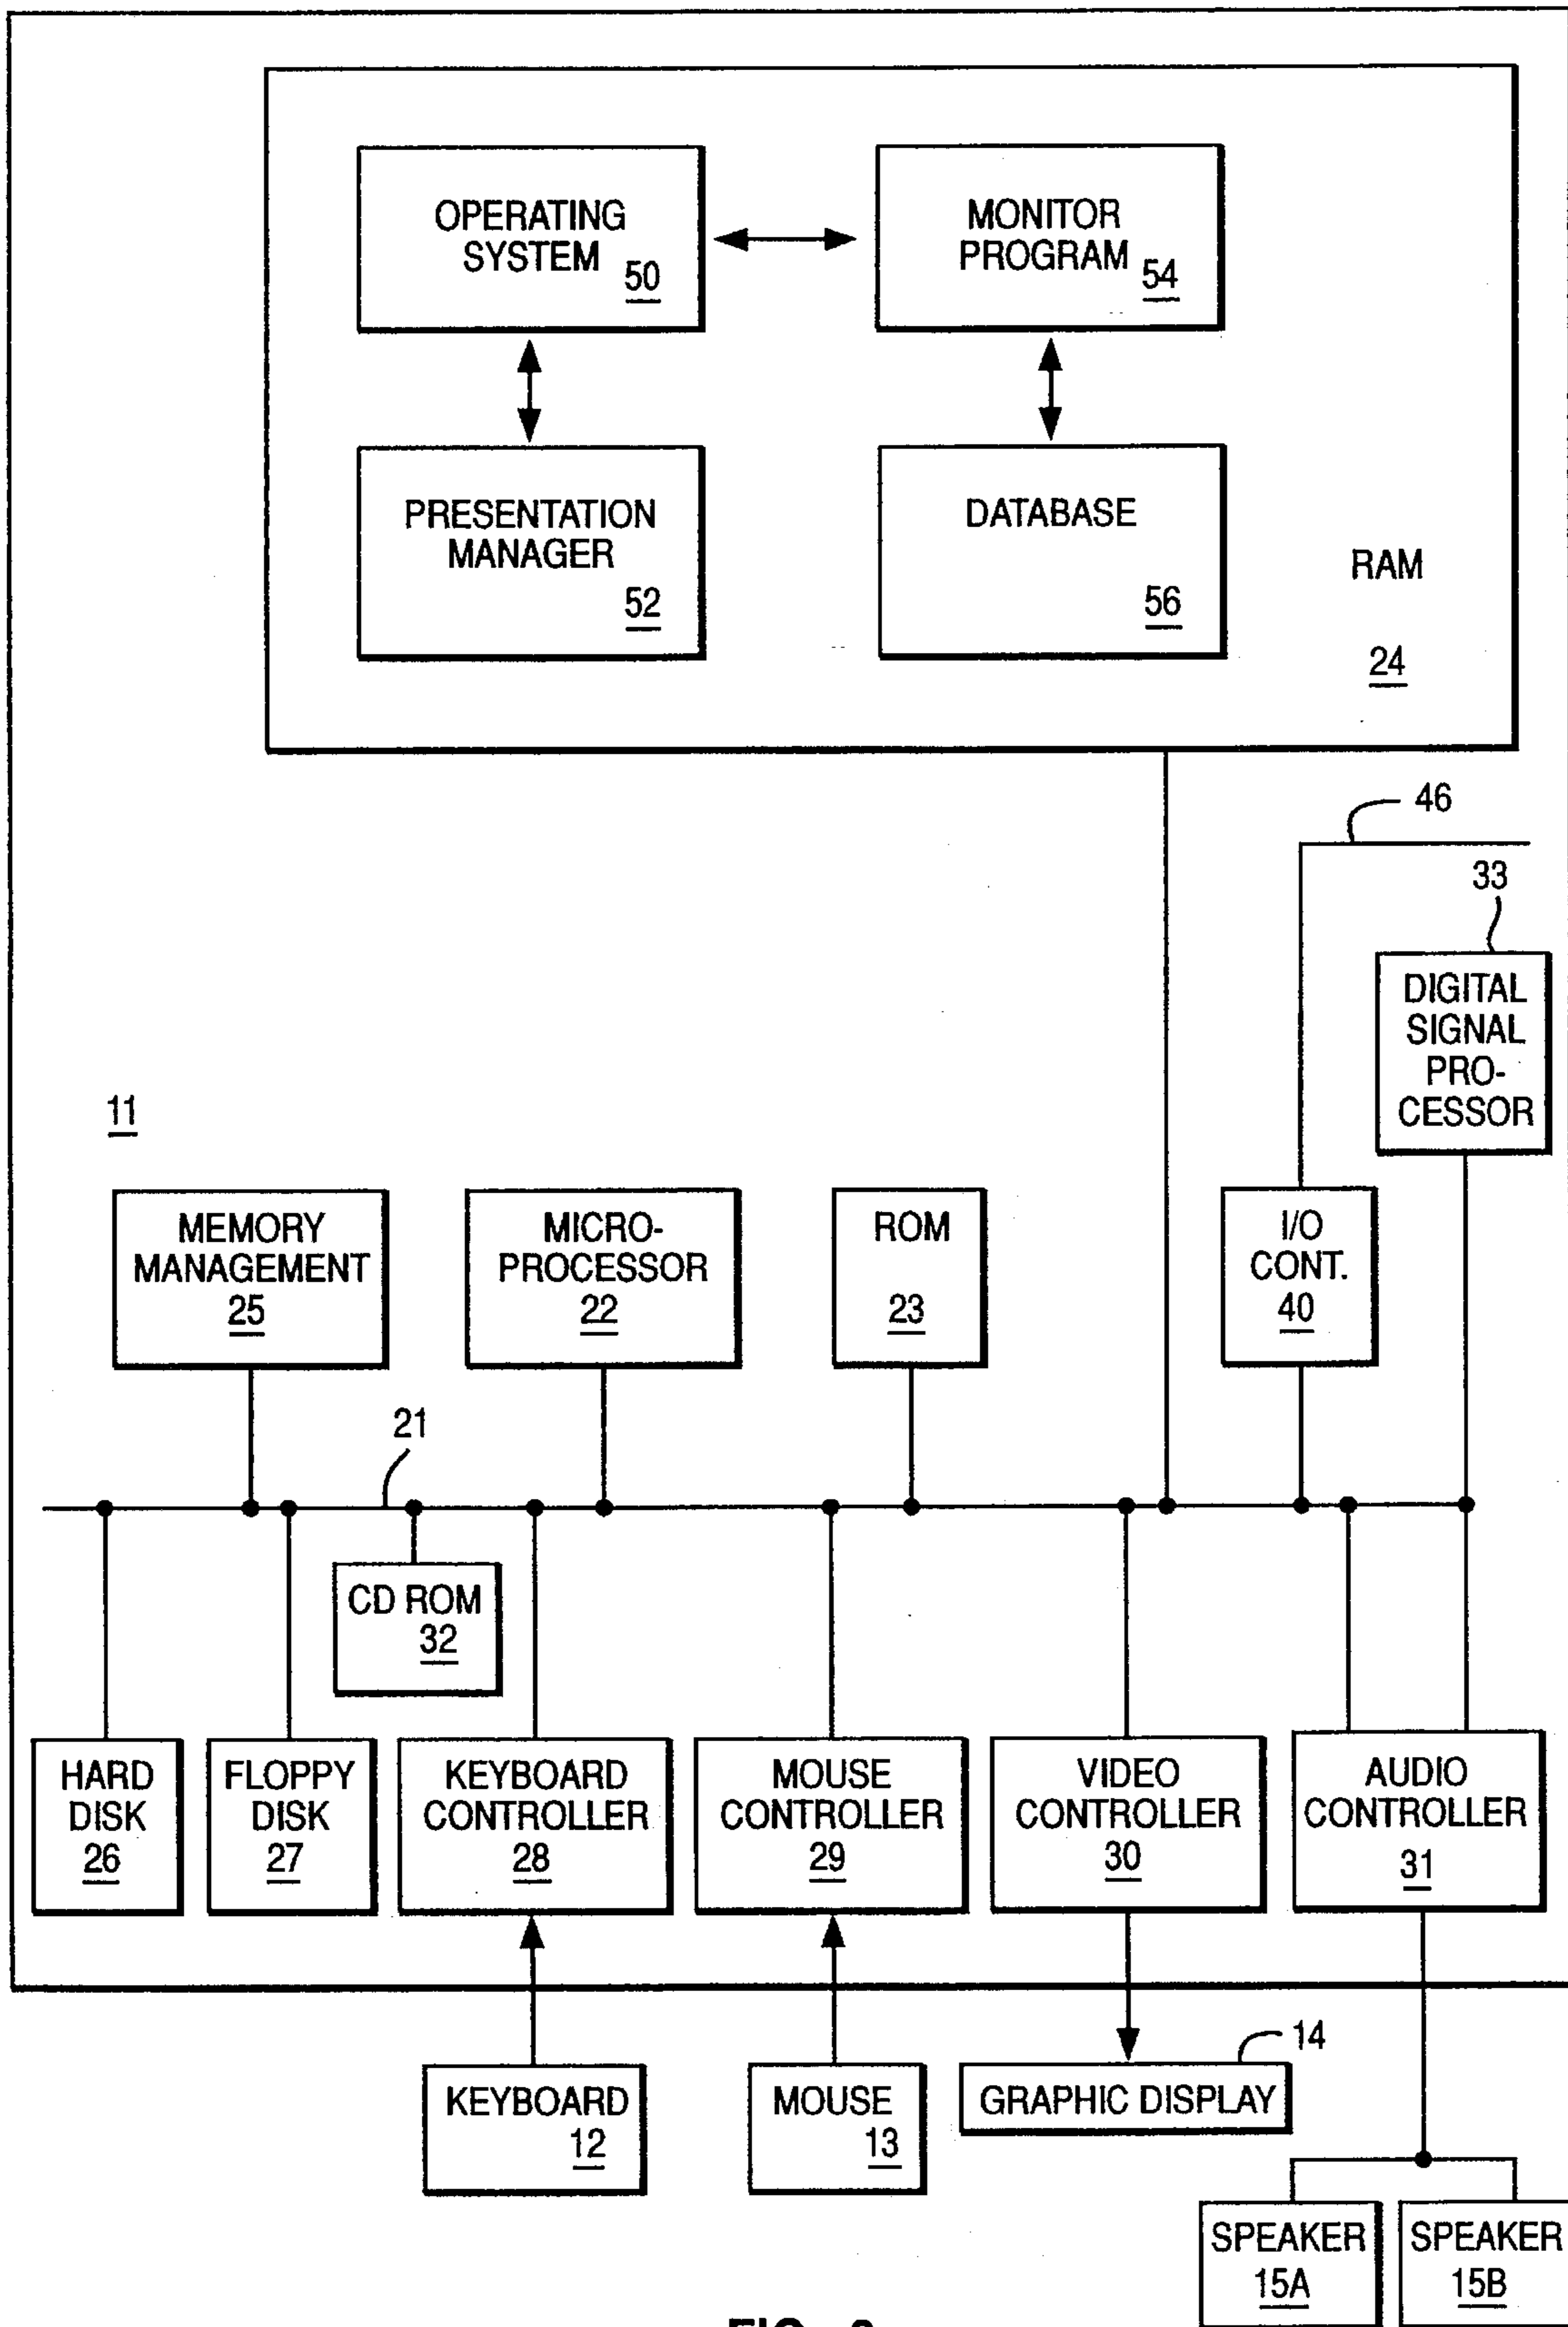 OPERATING
SYSTEM
50
MONITOR
PROGRAM
54
PRESENTATION
MANAGER
52
DATABASE
56
RAM
24
46
33
DIGITAL
SIGNAL
PRO-
CESSOR
11
MEMORY
MANAGEMENT
25
MICRO-
PROCESSOR
22
ROM
23
I/O
CONT.
40
21
CD ROM
32
HARD
DISK
26
FLOPPY
DISK
27
KEYBOARD
CONTROLLER
28
MOUSE
CONTROLLER
29
VIDEO
CONTROLLER
30
AUDIO
CONTROLLER
31
KEYBOARD
12
MOUSE
13
14
GRAPHIC DISPLAY
SPEAKER
15A
SPEAKER
15B
FIG.